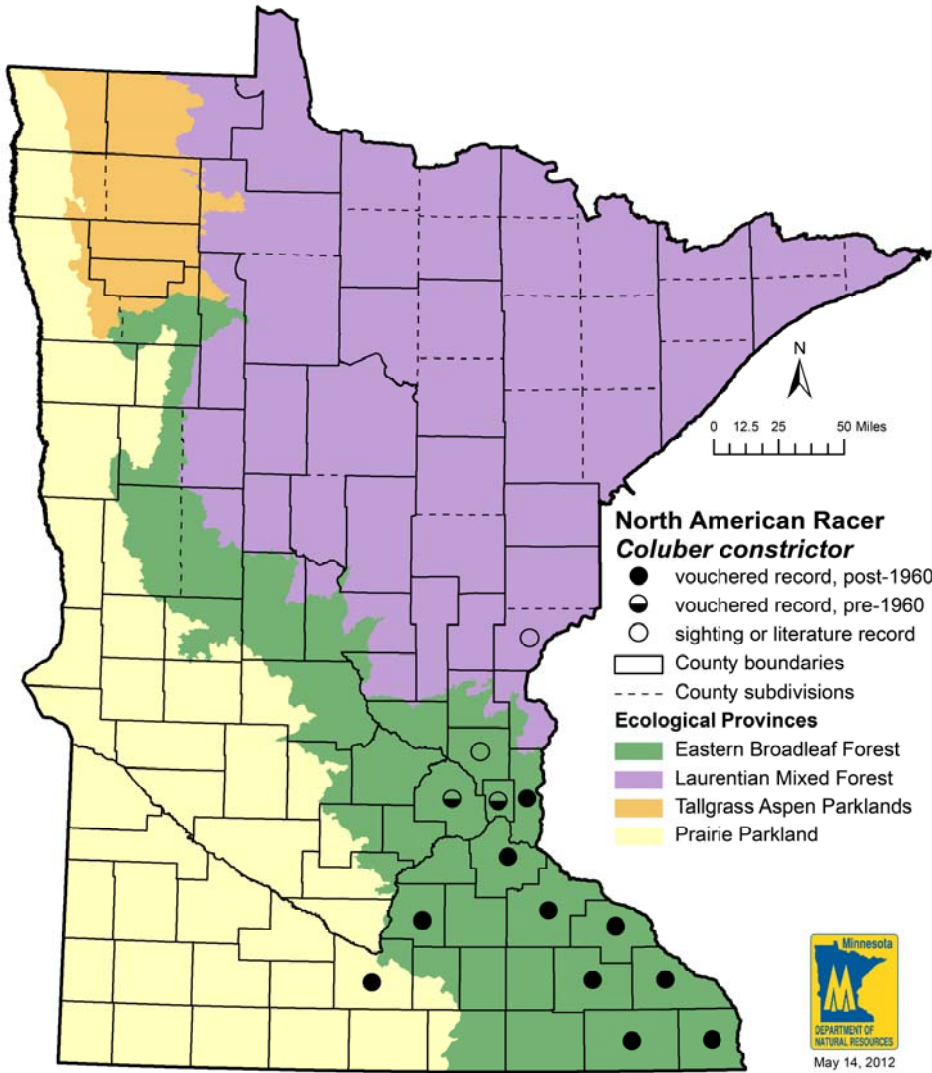 N
0 12.5 25 50 Miles
North American Racer
Coluber constrictor
vouchered record, post-1960
vouchered record, pre-1960
sighting or literature record
County boundaries
County subdivisions
Ecological Provinces
Eastern Broadleaf Forest
Laurentian Mixed Forest
Tallgrass Aspen Parklands
Prairie Parkland
Minnesota
M
DEPARTMENT OF
NATURAL RESOURCES
May 14, 2012